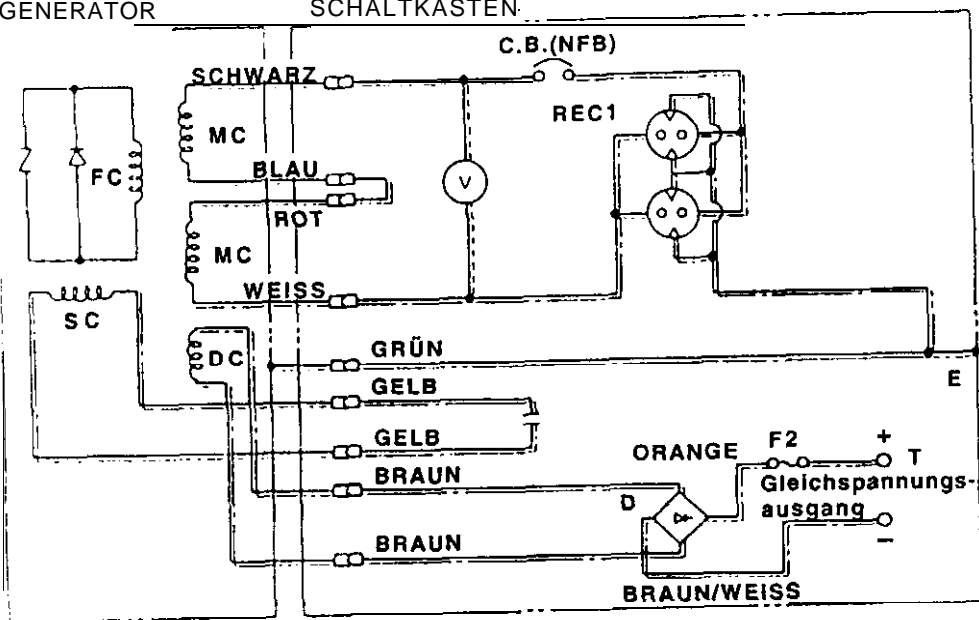 GENERATOR
SCHALTKASTEN
C.B.(NFB)
SCHWARZ
REC1
MC
FC
BLAU
V
ROT
MC
WEISS
SC
DC
GRÜN
E
GELB
GELB
ORANGE
F2
+
T
BRAUN
Gleichspannungs-
ausgang
D
BRAUN
–
BRAUN/WEISS